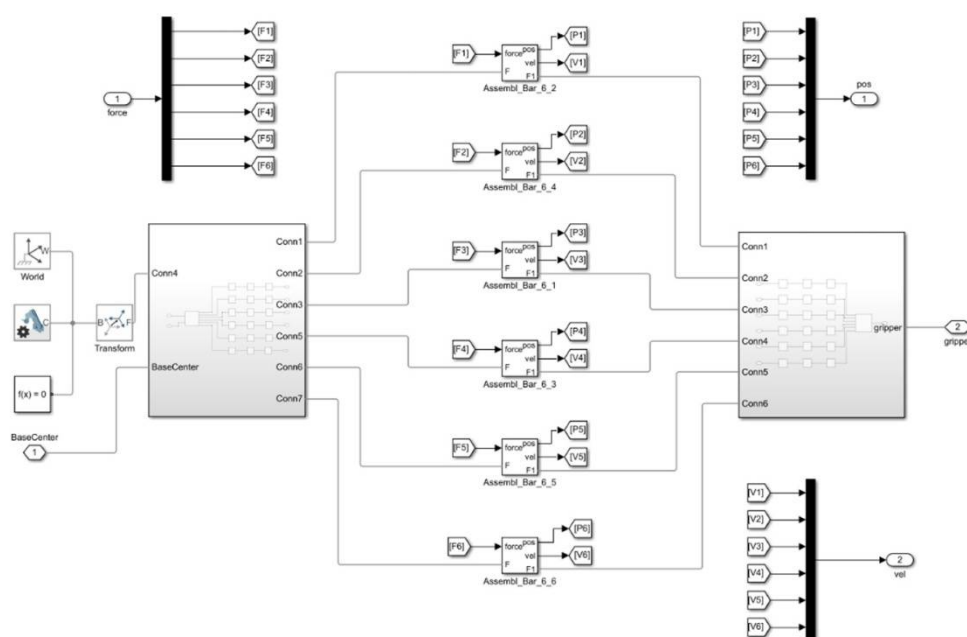 [F1]
[F2]
[F3]
[F4]
[F5]
[F6]
1
force
[F1]
force
pos
vel
F
F1
[P1]
[V1]
Assembl_Bar_6_2
[F2]
force
pos
vel
F
F1
[P2]
[V2]
Assembl_Bar_6_4
[F3]
force
pos
vel
F
F1
[P3]
[V3]
Assembl_Bar_6_1
[F4]
force
pos
vel
F
F1
[P4]
[V4]
Assembl_Bar_6_3
[F5]
force
pos
vel
F
F1
[P5]
[V5]
Assembl_Bar_6_5
[F6]
force
pos
vel
F
F1
[P6]
[V6]
Assembl_Bar_6_6
[P1]
[P2]
[P3]
[P4]
[P5]
[P6]
pos
1
W
World
C
B
F
Transform
f(x) = 0
BaseCenter
1
Conn4
BaseCenter
Conn1
Conn2
Conn3
Conn5
Conn6
Conn7
Conn1
Conn2
Conn3
Conn4
Conn5
Conn6
gripper
2
grippe
[V1]
[V2]
[V3]
[V4]
[V5]
[V6]
2
vel